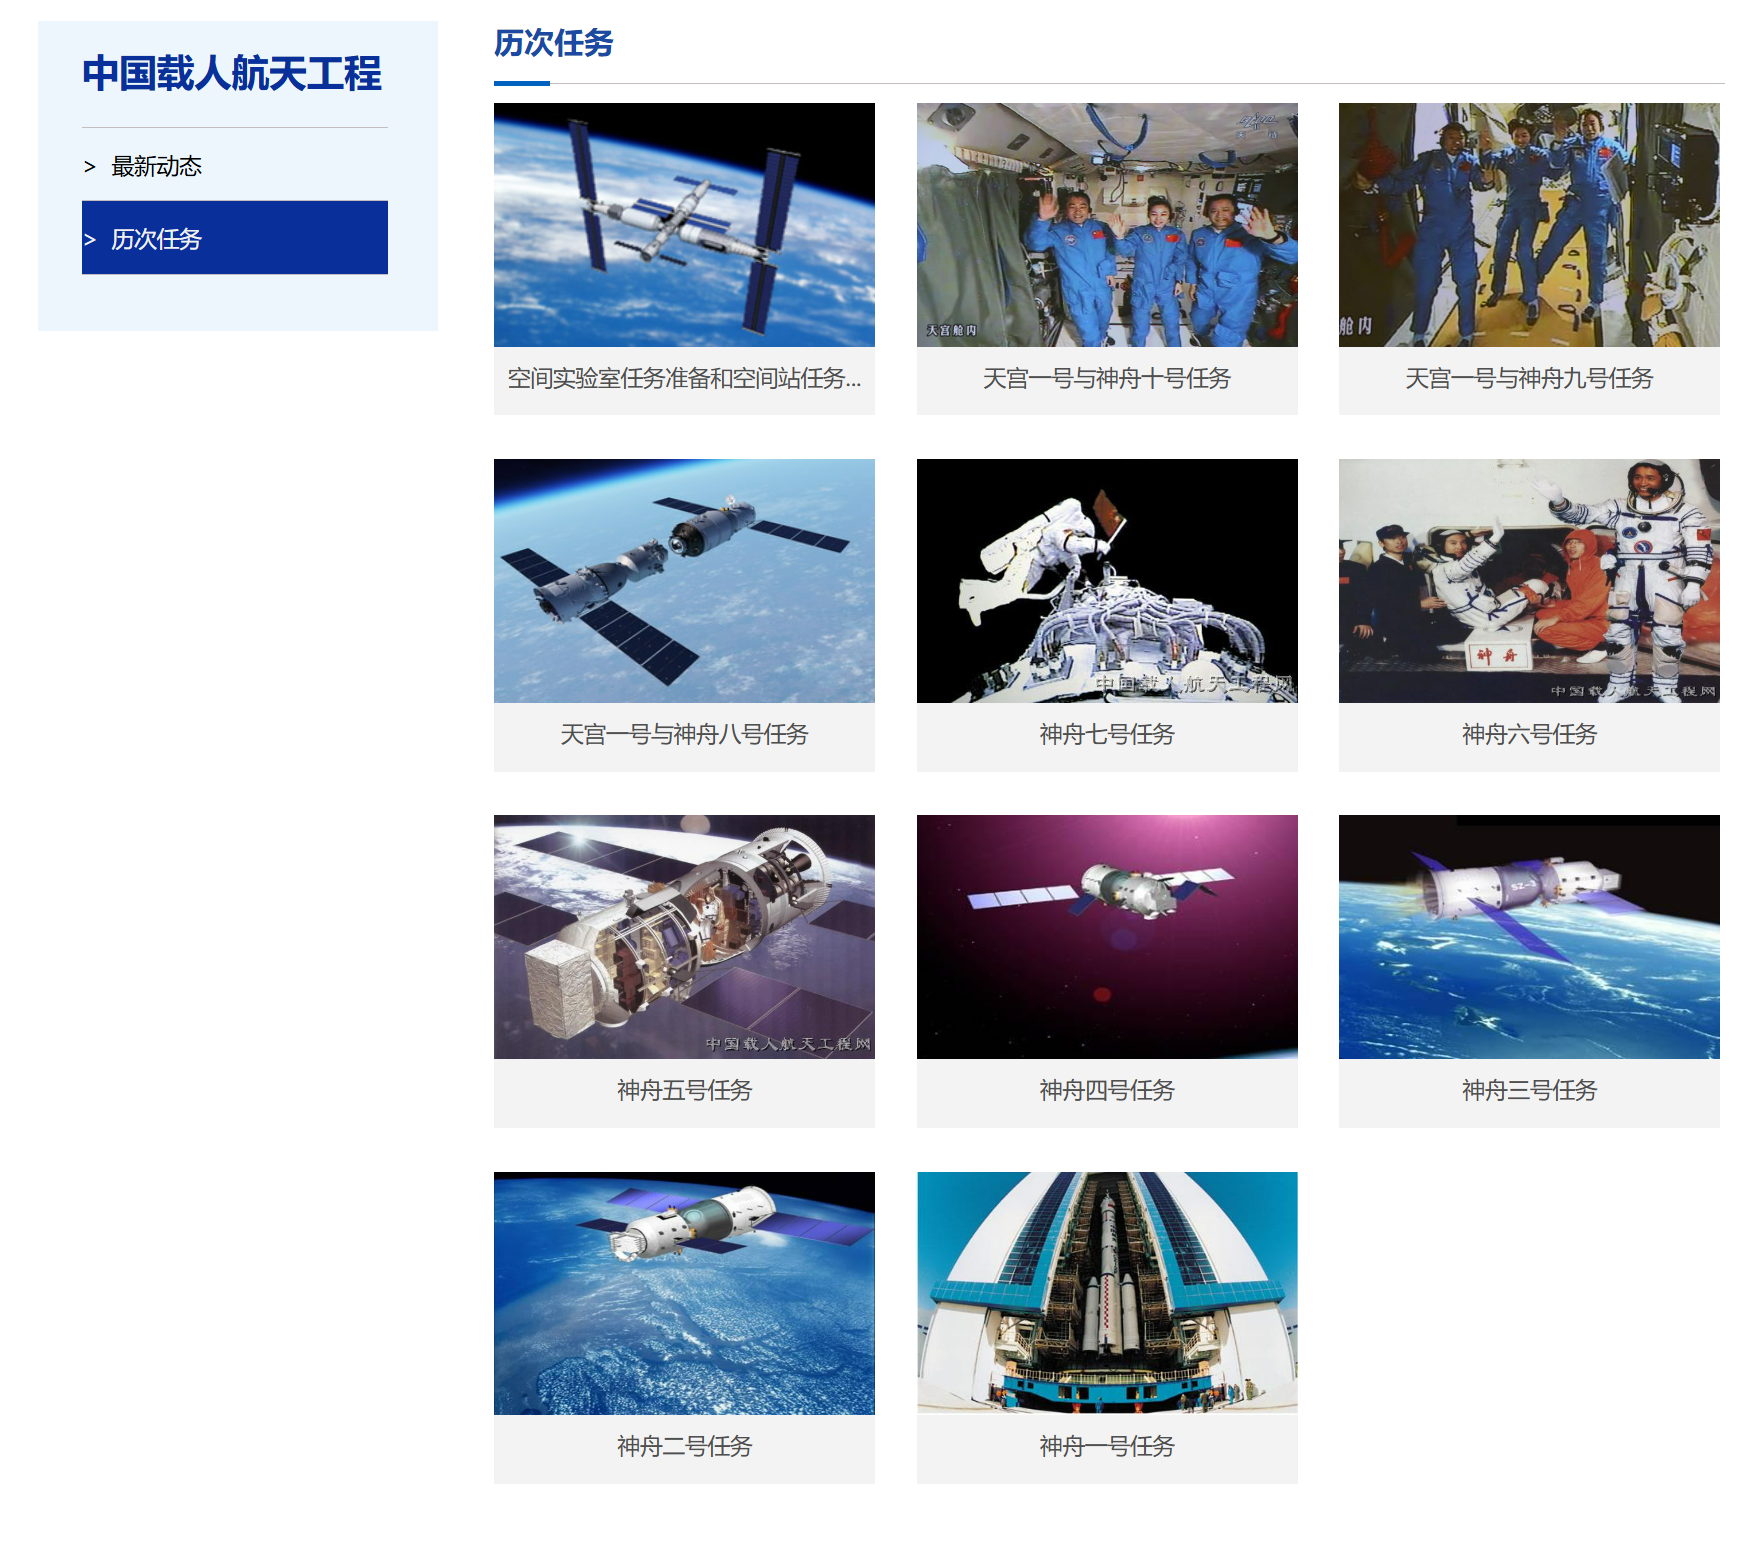 中国载人航天工程
> 最新动态
> 历次任务
历次任务
天宫舱内
舱内
空间实验室任务准备和空间站任务...
天宫一号与神舟十号任务
天宫一号与神舟九号任务
中国载人航天工程网
神舟
中国载人航天工程网
天宫一号与神舟八号任务
神舟七号任务
神舟六号任务
中国载人航天工程网
SZ-3
神舟五号任务
神舟四号任务
神舟三号任务
神舟二号任务
神舟一号任务